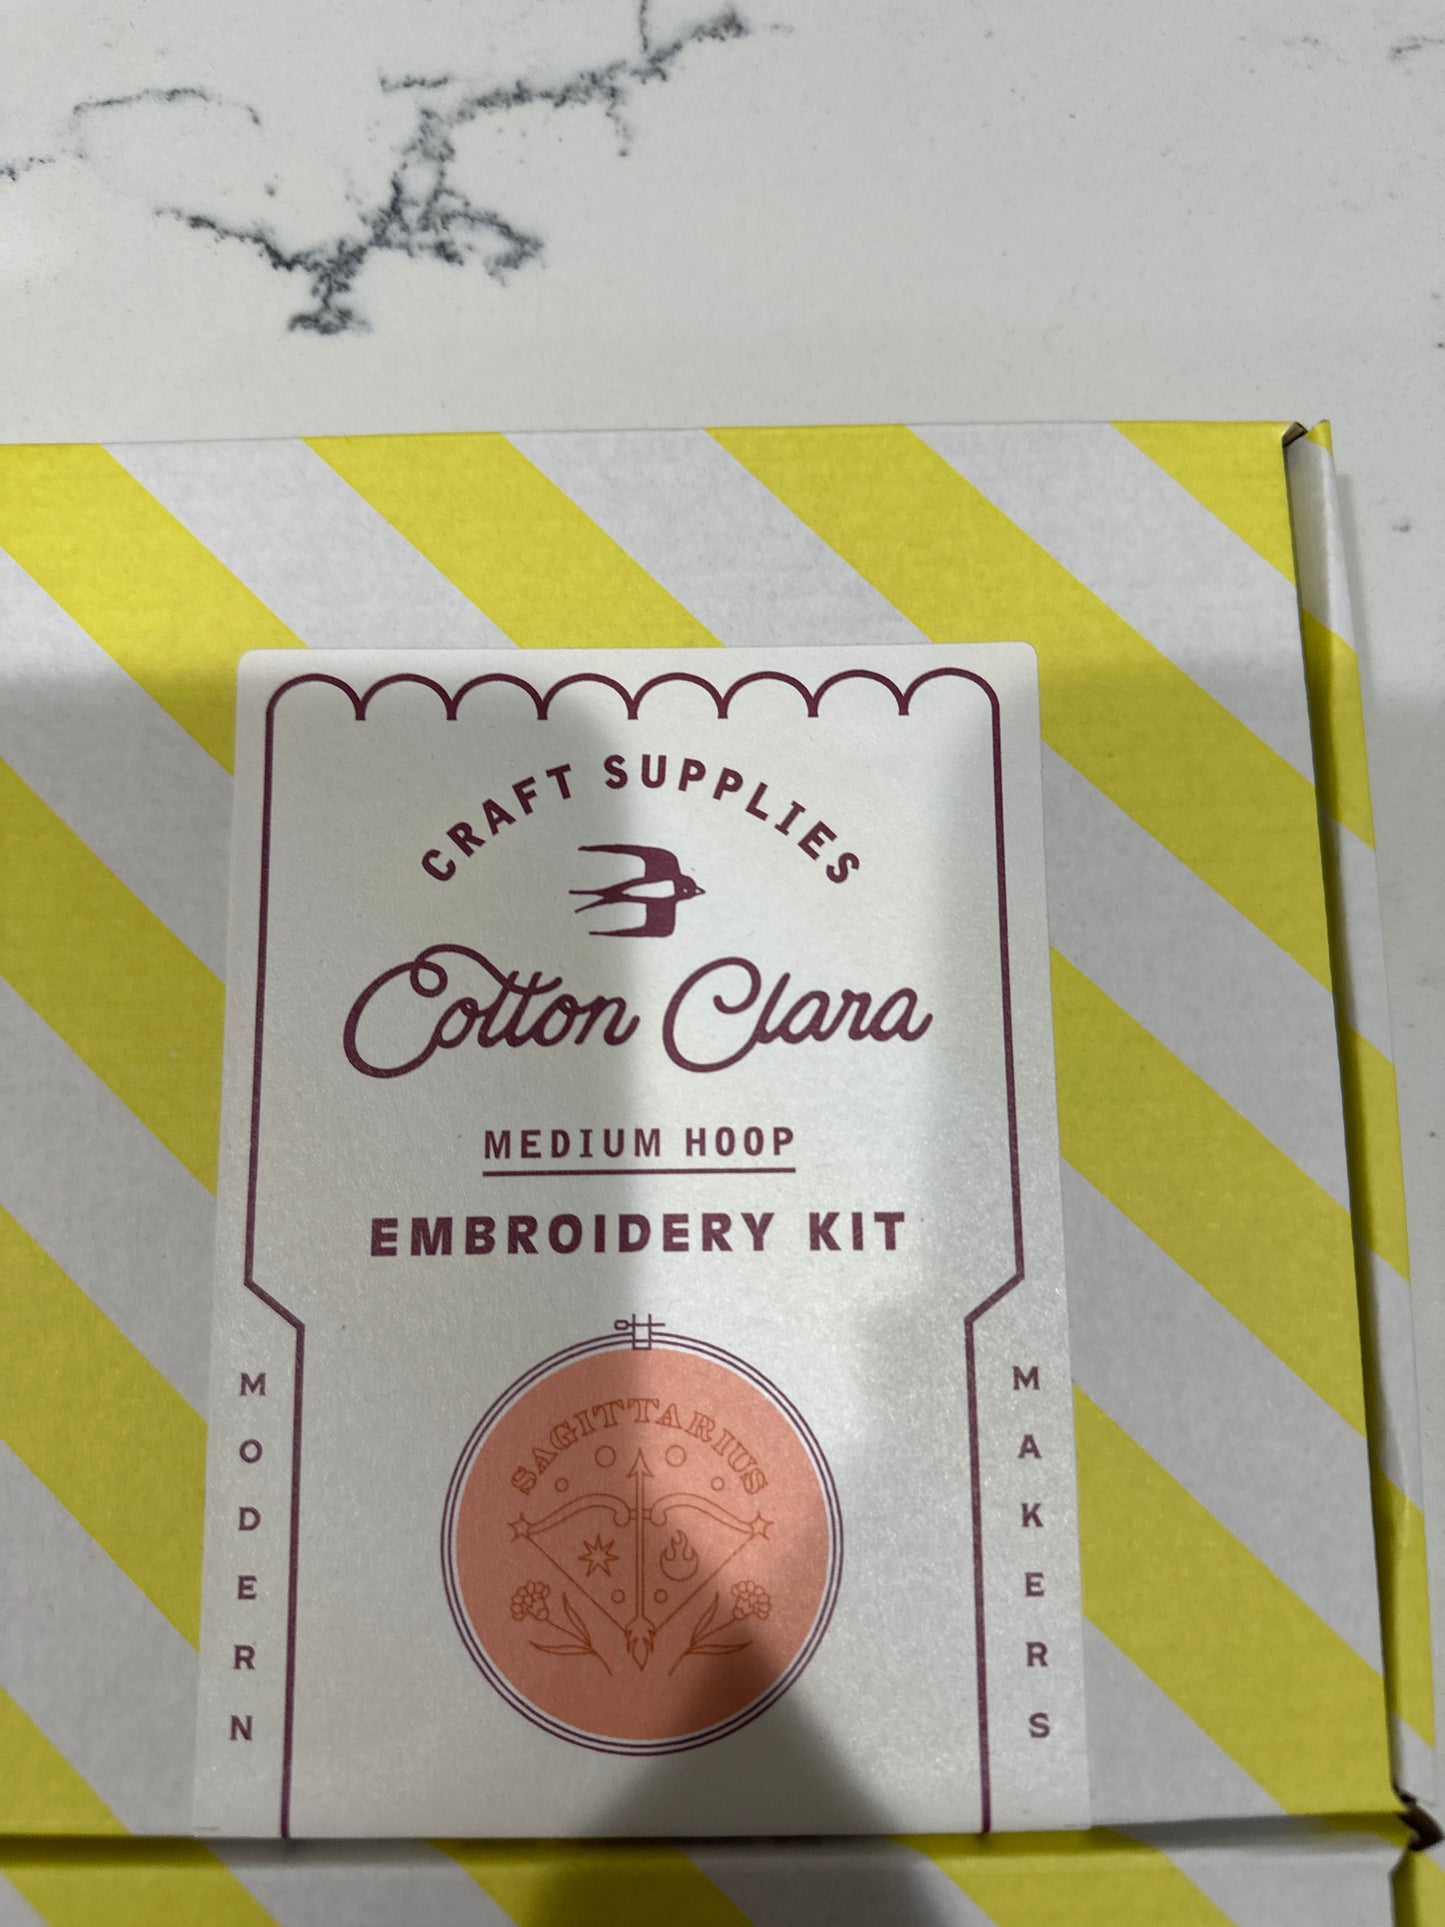 CRAFT SUPPLIES
Cotton Clara
MEDIUM HOOP
EMBROIDERY KIT
SAGITTARIUS
MODERN
MAKERS